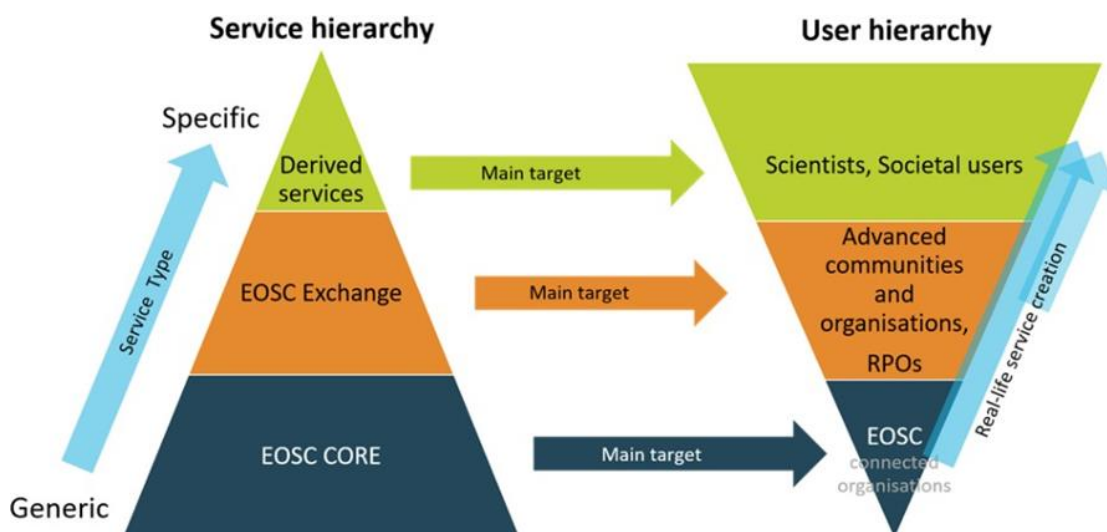 Service hierarchy
User hierarchy
Specific
Derived
services
Main target
Scientists, Societal users
Service Type
EOSC Exchange
Main target
Advanced
communities
and
organisations,
RPOs
Real-life service creation
EOSC CORE
Main target
EOSC
connected
organisations
Generic